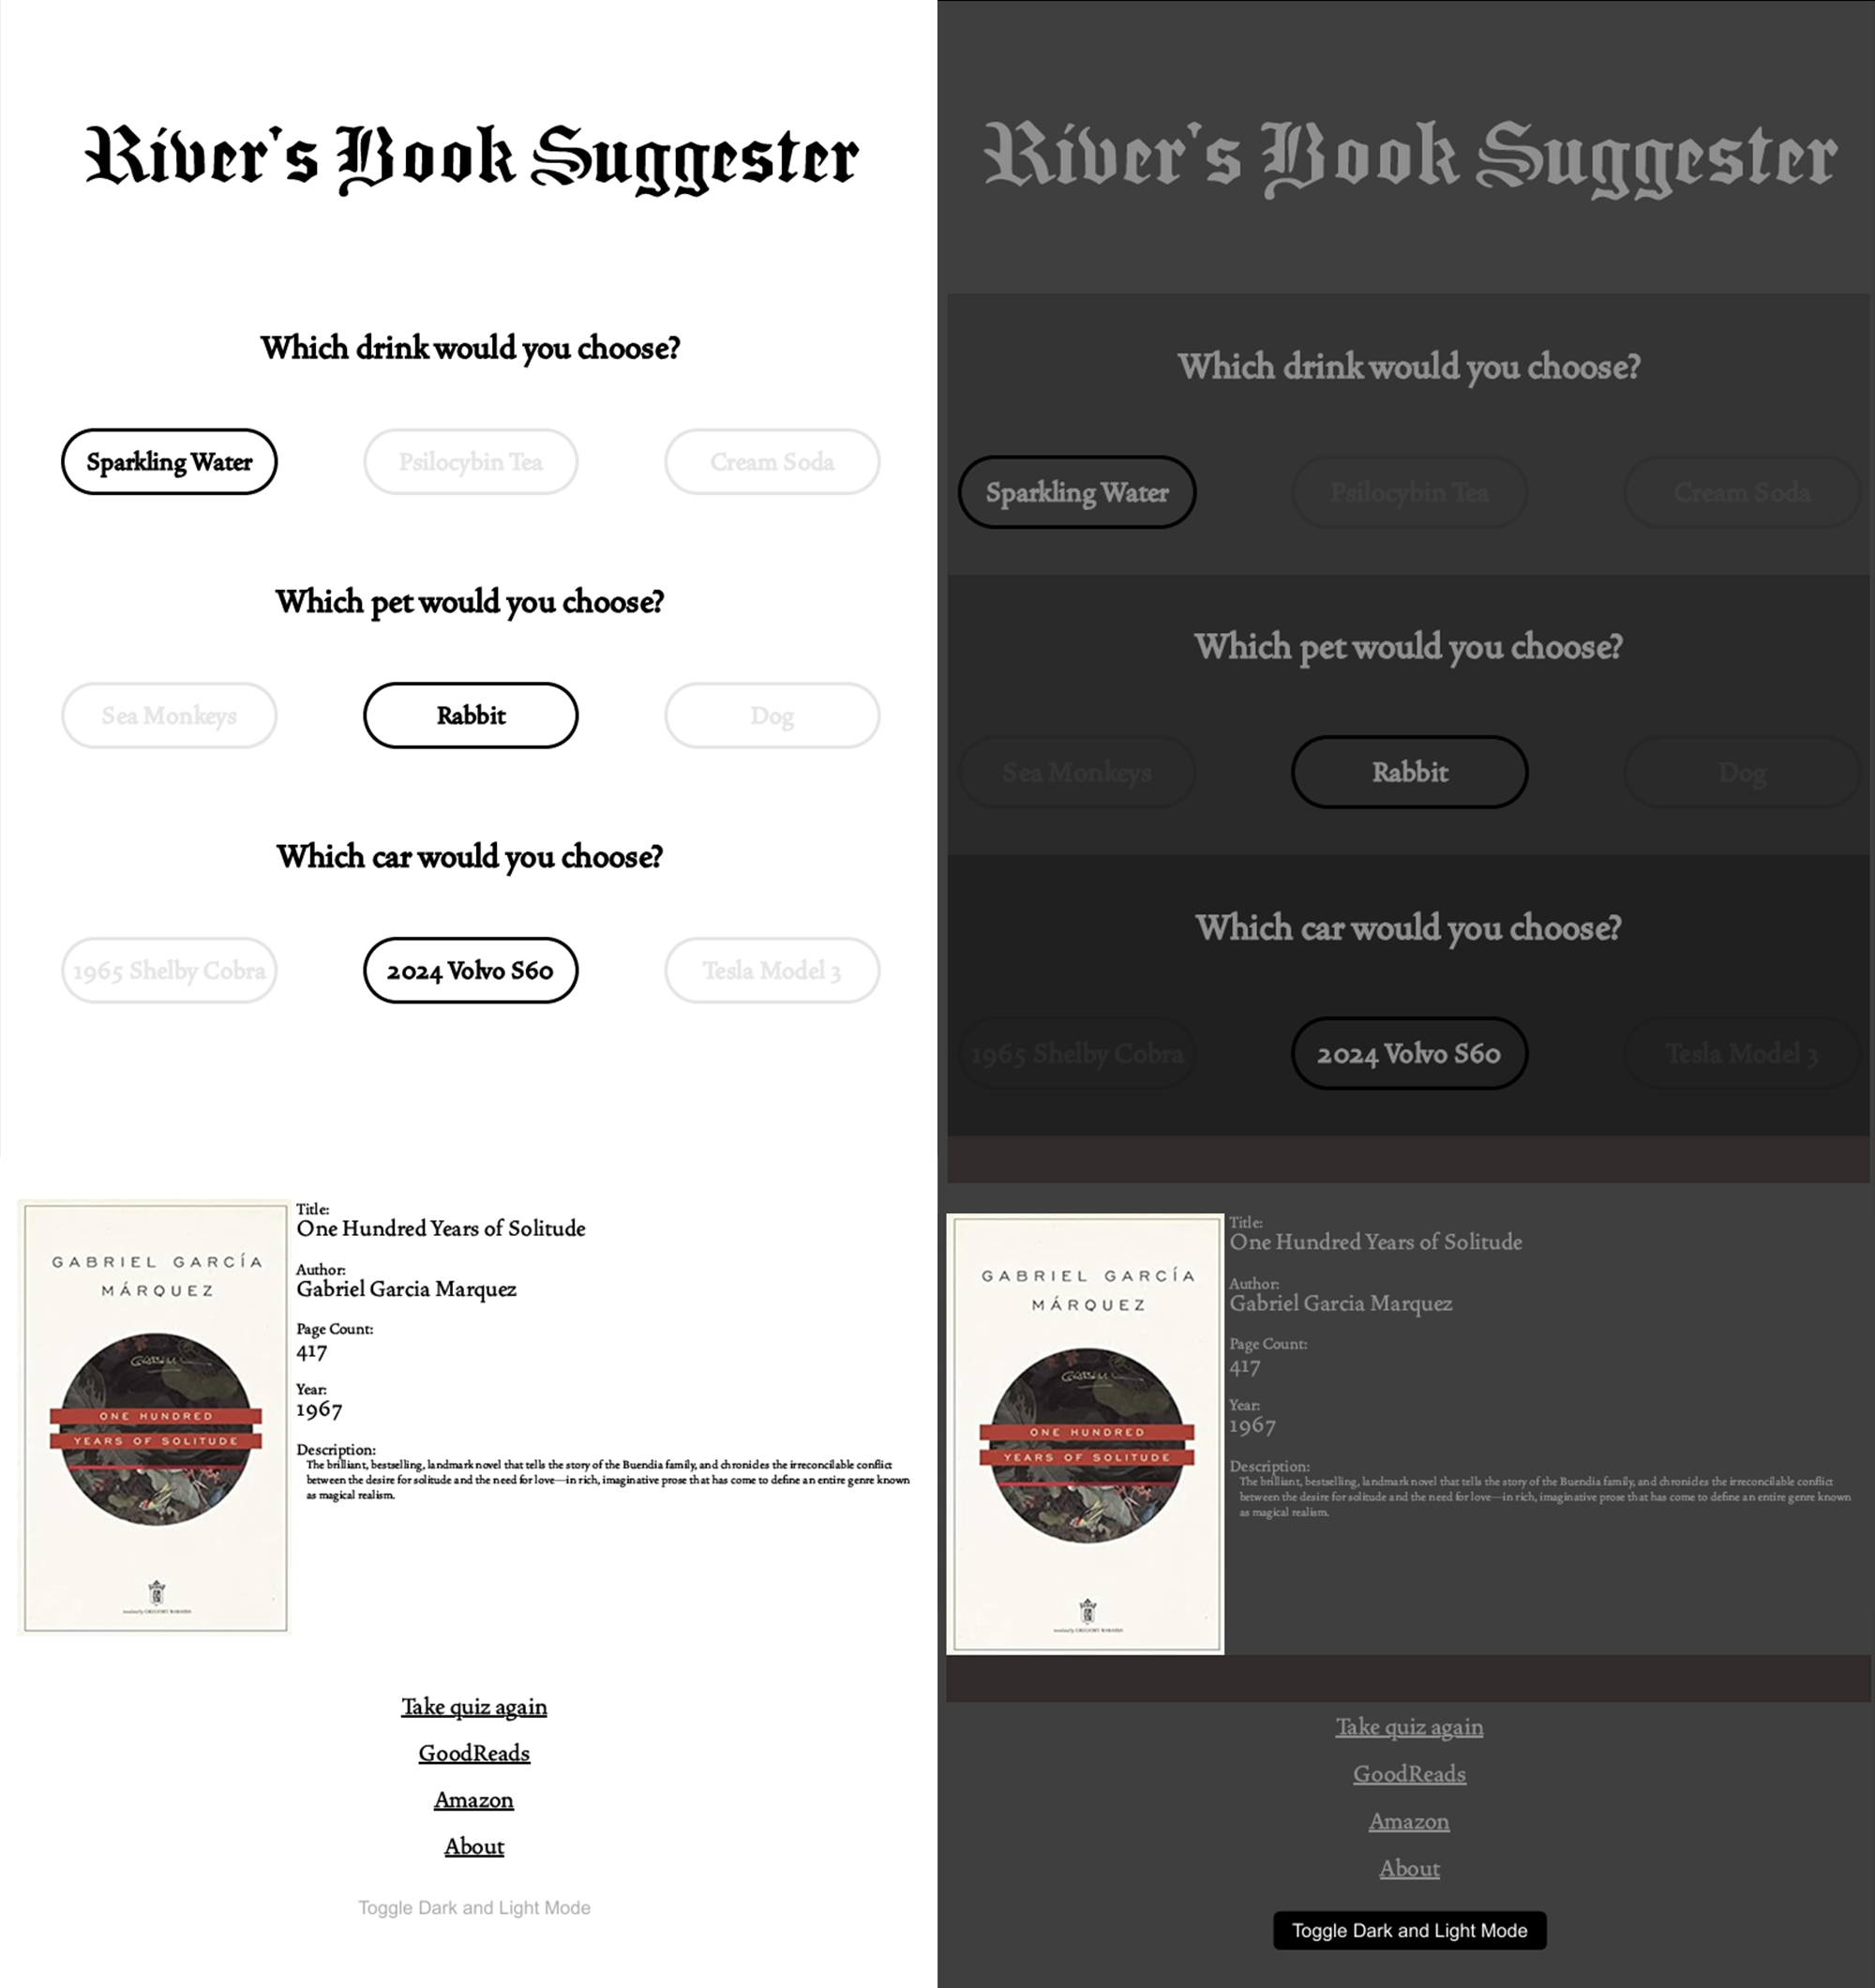 River's Book Suggester
Which drink would you choose?
Sparkling Water
Psilocybin Tea
Cream Soda
Which pet would you choose?
Sea Monkeys
Rabbit
Dog
Which car would you choose?
1965 Shelby Cobra
2024 Volvo S60
Tesla Model 3
GABRIEL GARCÍA
MÁRQUEZ
ONE HUNDRED
YEARS OF SOLITUDE
Title:
One Hundred Years of Solitude
Author:
Gabriel Garcia Marquez
Page Count:
417
Year:
1967
Description:
The brilliant, bestselling, landmark novel that tells the story of the Buendia family, and chronicles the irreconcilable conflict
between the desire for solitude and the need for love—in rich, imaginative prose that has come to define an entire genre known
as magical realism.
Take quiz again
GoodReads
Amazon
About
Toggle Dark and Light Mode
River's Book Suggester
Which drink would you choose?
Sparkling Water
Psilocybin Tea
Cream Soda
Which pet would you choose?
Sea Monkeys
Rabbit
Dog
Which car would you choose?
1965 Shelby Cobra
2024 Volvo S60
Tesla Model 3
GABRIEL GARCÍA
MÁRQUEZ
ONE HUNDRED
YEARS OF SOLITUDE
Title:
One Hundred Years of Solitude
Author:
Gabriel Garcia Marquez
Page Count:
417
Year:
1967
Description:
The brilliant, bestselling, landmark novel that tells the story of the Buendia family, and chronicles the irreconcilable conflict
between the desire for solitude and the need for love—in rich, imaginative prose that has come to define an entire genre known
as magical realism.
Take quiz again
GoodReads
Amazon
About
Toggle Dark and Light Mode